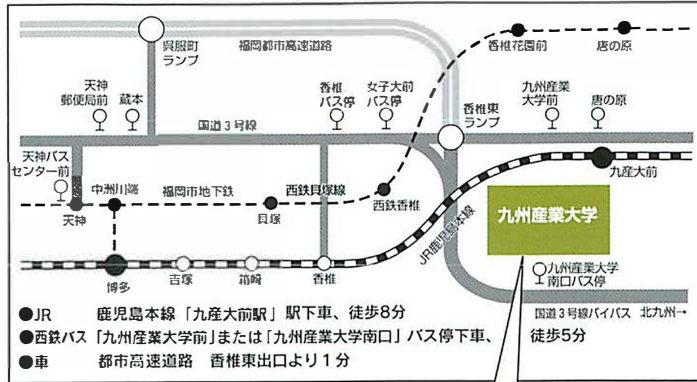 呉服町
ランプ
福岡都市高速道路
香椎花園前
唐の原
天神
郵便局前
蔵本
香椎
バス停
女子大前
バス停
香椎東
ランプ
九州産業
大学前
唐の原
国道3号線
天神バス
センター前
中洲川端
福岡市地下鉄
西鉄貝塚線
九産大前
天神
貝塚
西鉄香椎
JR鹿児島本線
九州産業大学
博多
吉塚
箱崎
香椎
九州産業大学
南口バス停
国道3号線バイパス 北九州→
●JR 鹿児島本線「九産大前駅」駅下車、徒歩8分
●西鉄バス 「九州産業大学前」または「九州産業大学南口」バス停下車、 徒歩5分
●車 都市高速道路 香椎東出口より1分